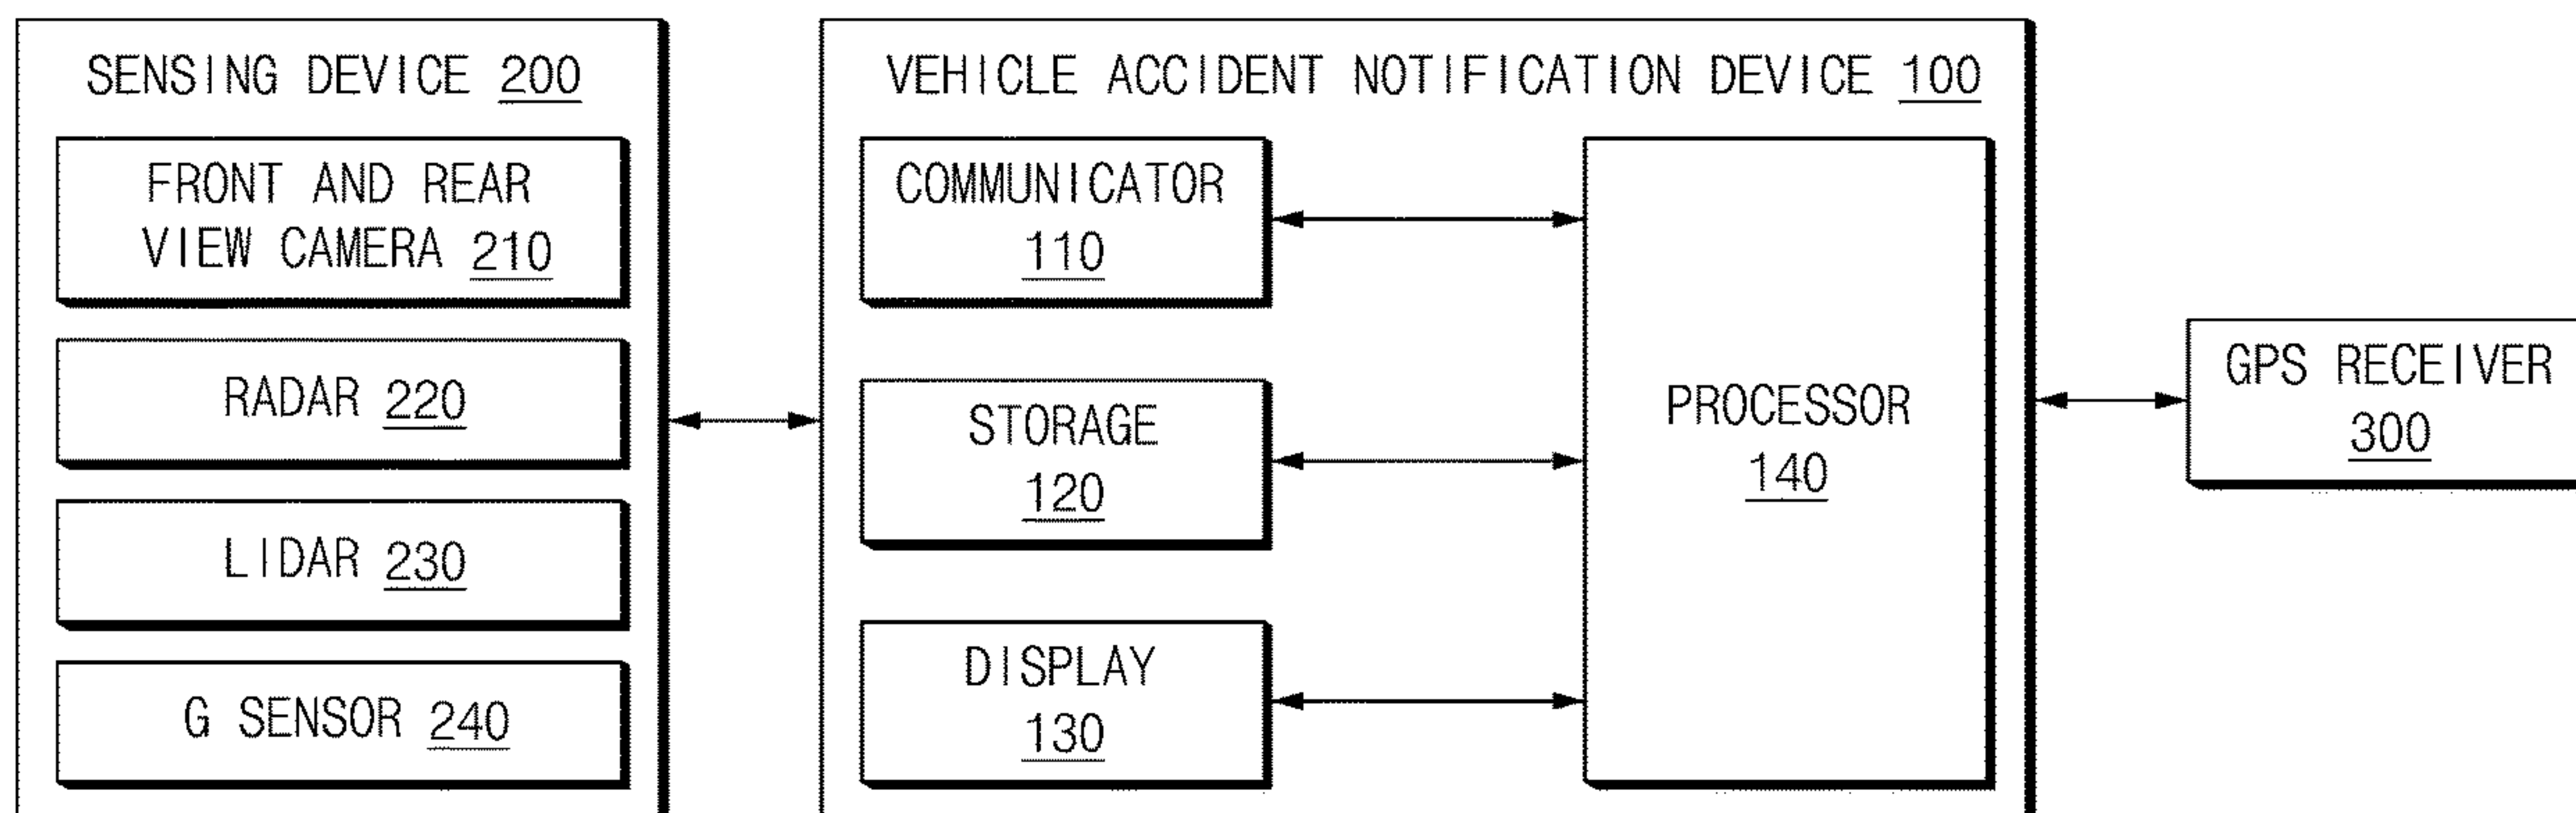 SENSING DEVICE 200
FRONT AND REAR
VIEW CAMERA 210
RADAR 220
LIDAR 230
G SENSOR 240
VEHICLE ACCIDENT NOTIFICATION DEVICE 100
COMMUNICATOR
110
STORAGE
120
DISPLAY
130
PROCESSOR
140
GPS RECEIVER
300